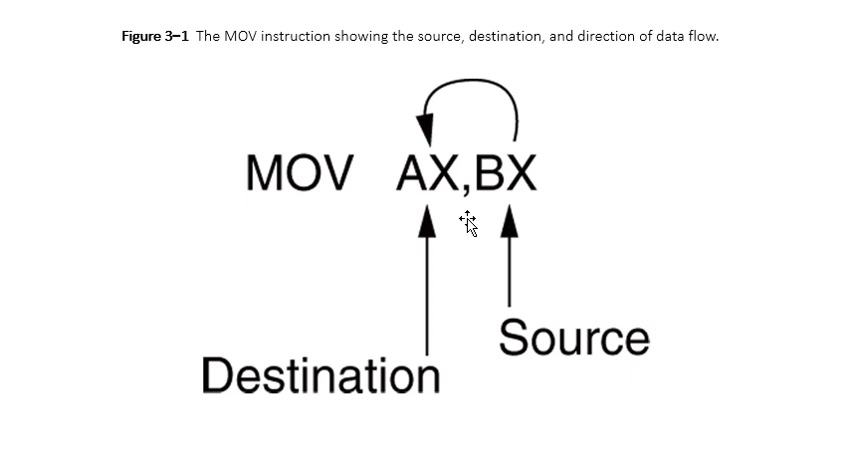 Figure 3–1 The MOV instruction showing the source, destination, and direction of data flow.
MOV AX,BX
Source
Destination